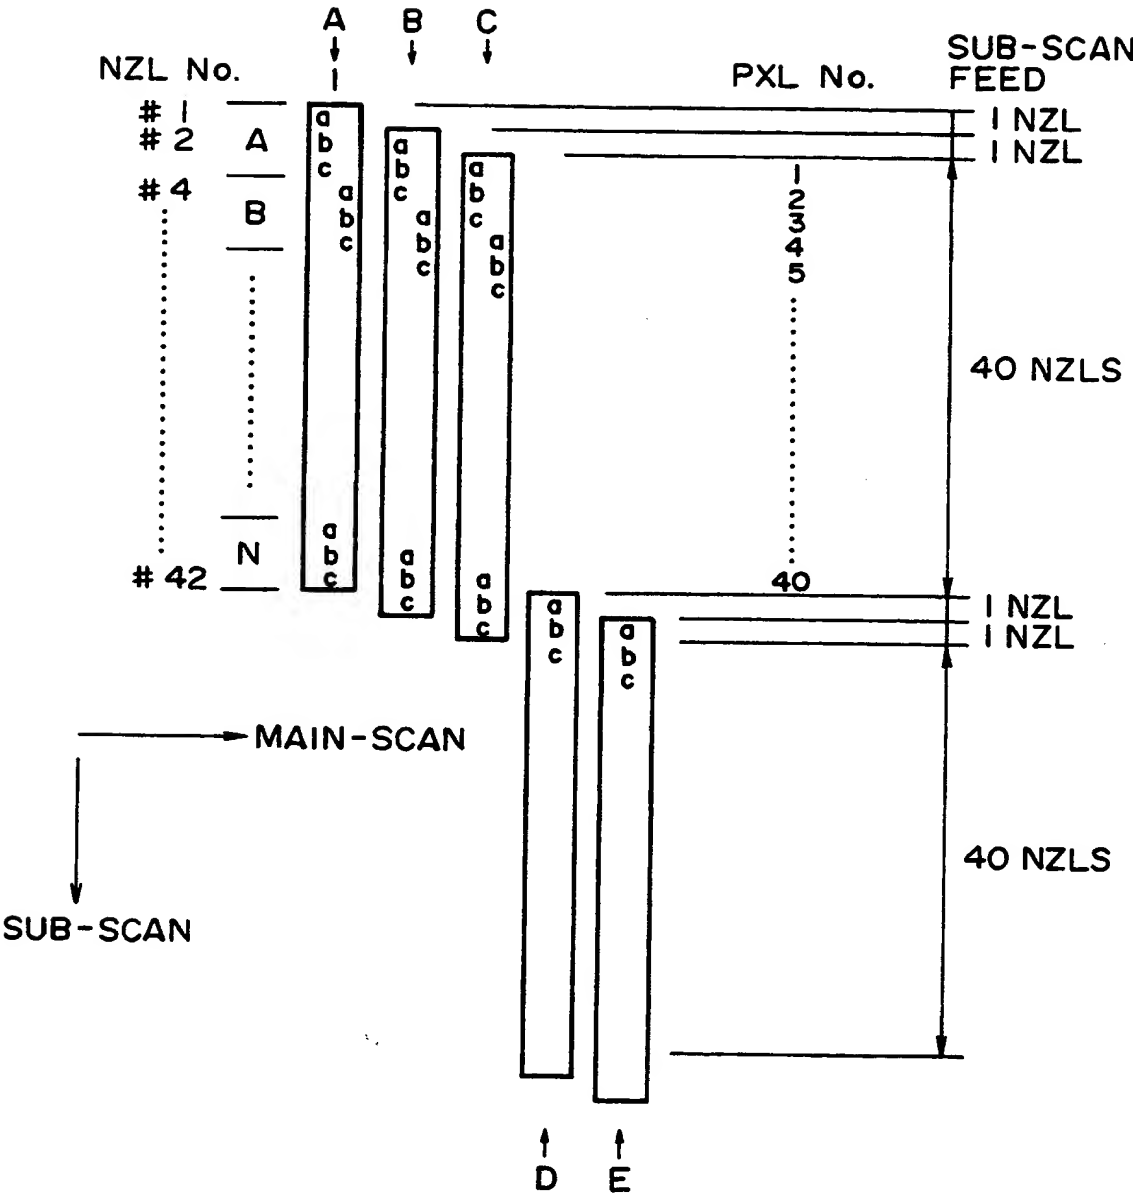 A B C
SUB-SCAN
FEED
NZL No.
PXL No.
# 1
# 2
# 4
# 42
A
B
N
a
b
c
a
b
c
a
b
c
a
b
c
a
b
c
a
b
c
a
b
c
a
b
c
a
b
c
a
b
c
a
b
c
1
2
3
4
5
40
1 NZL
1 NZL
40 NZLS
1 NZL
1 NZL
40 NZLS
MAIN-SCAN
SUB-SCAN
D E